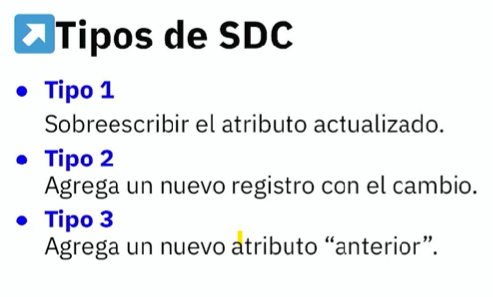 Tipos de SDC
Tipo 1
Sobreescribir el atributo actualizado.
Tipo 2
Agrega un nuevo registro con el cambio.
Tipo 3
Agrega un nuevo atributo “anterior”.